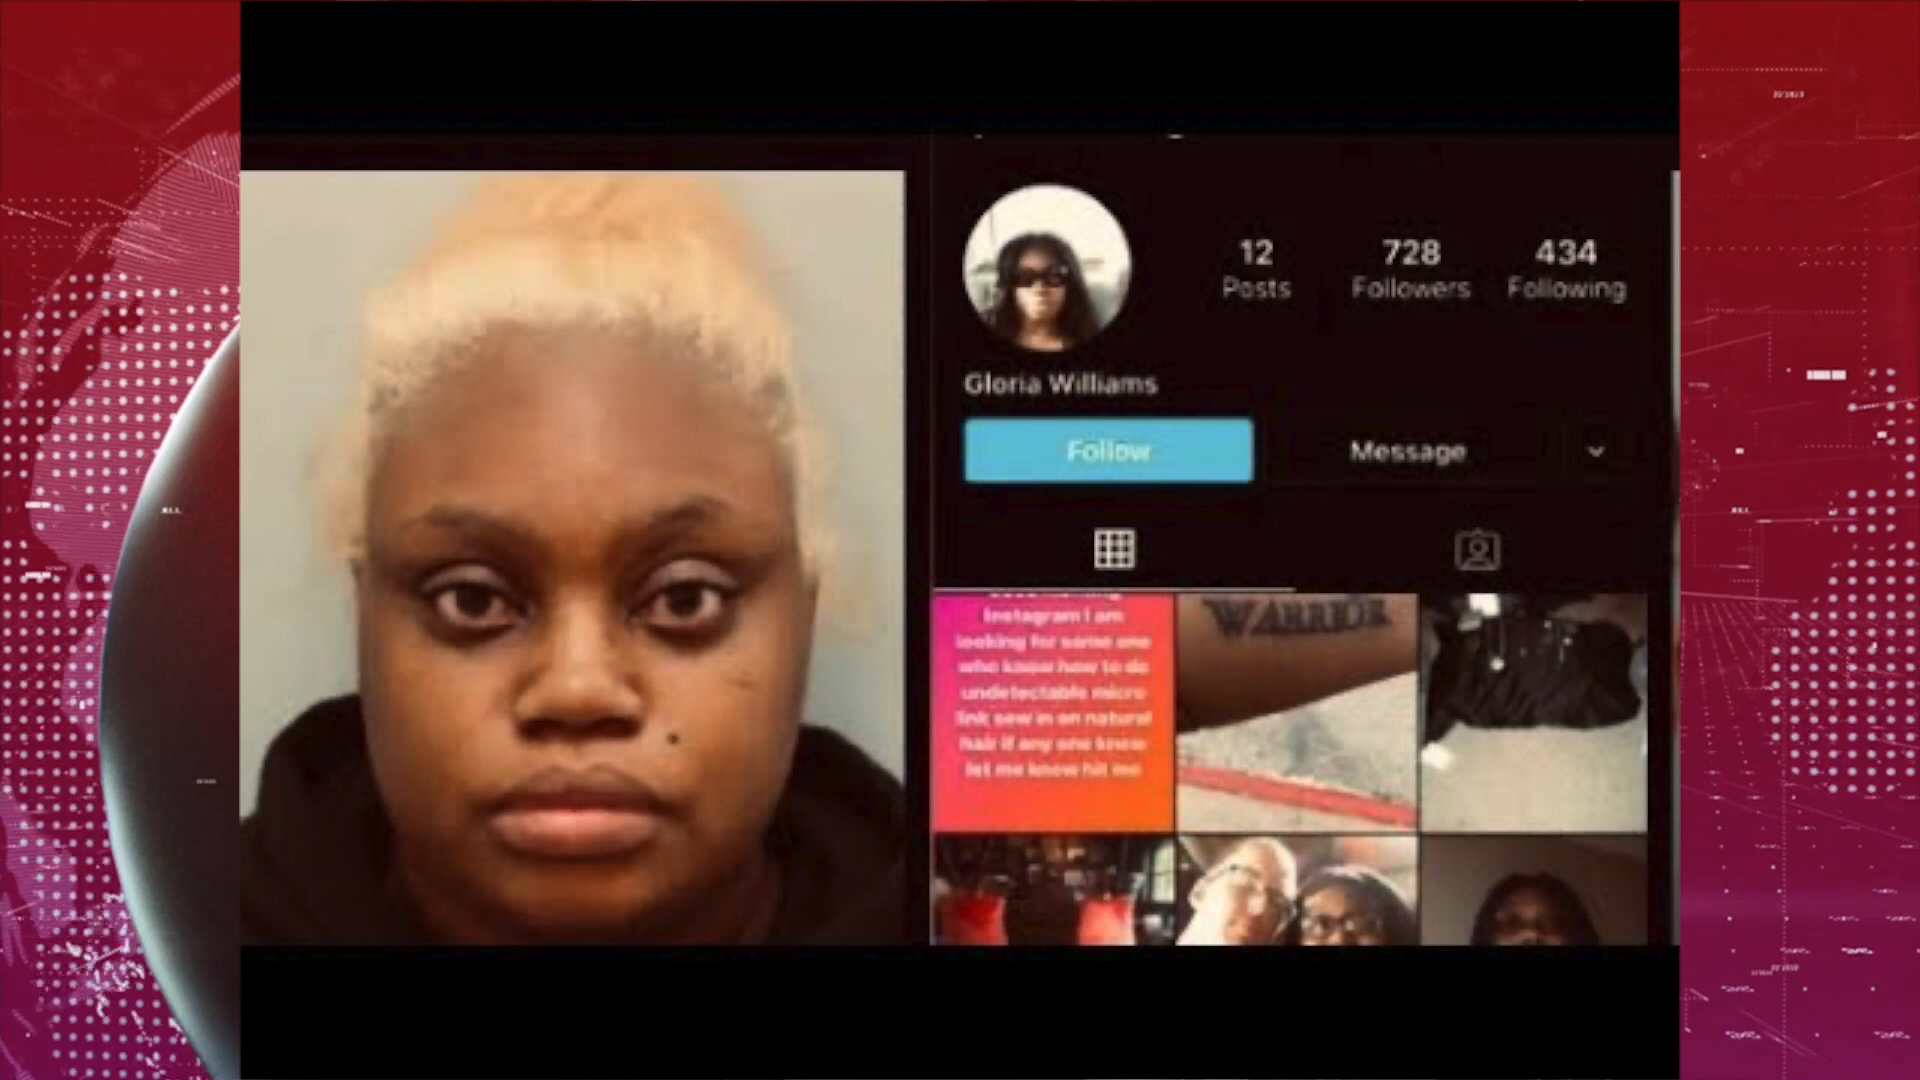 12
728
434
Posts
Followers
Following
Gloria Williams
Follow
Message
Instagram I am
looking for some one
who know how to do
undetectable micro
link sew in on natural
hair if any one know
let me know hit me
WARRIOR